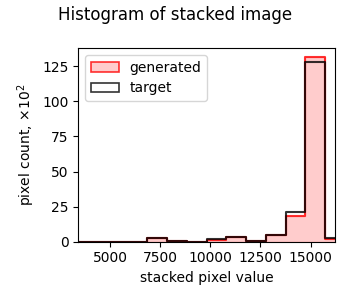 Histogram of stacked image
generated
target
pixel count, ×10²
125
100
75
50
25
0
5000 7500 10000 12500 15000
stacked pixel value